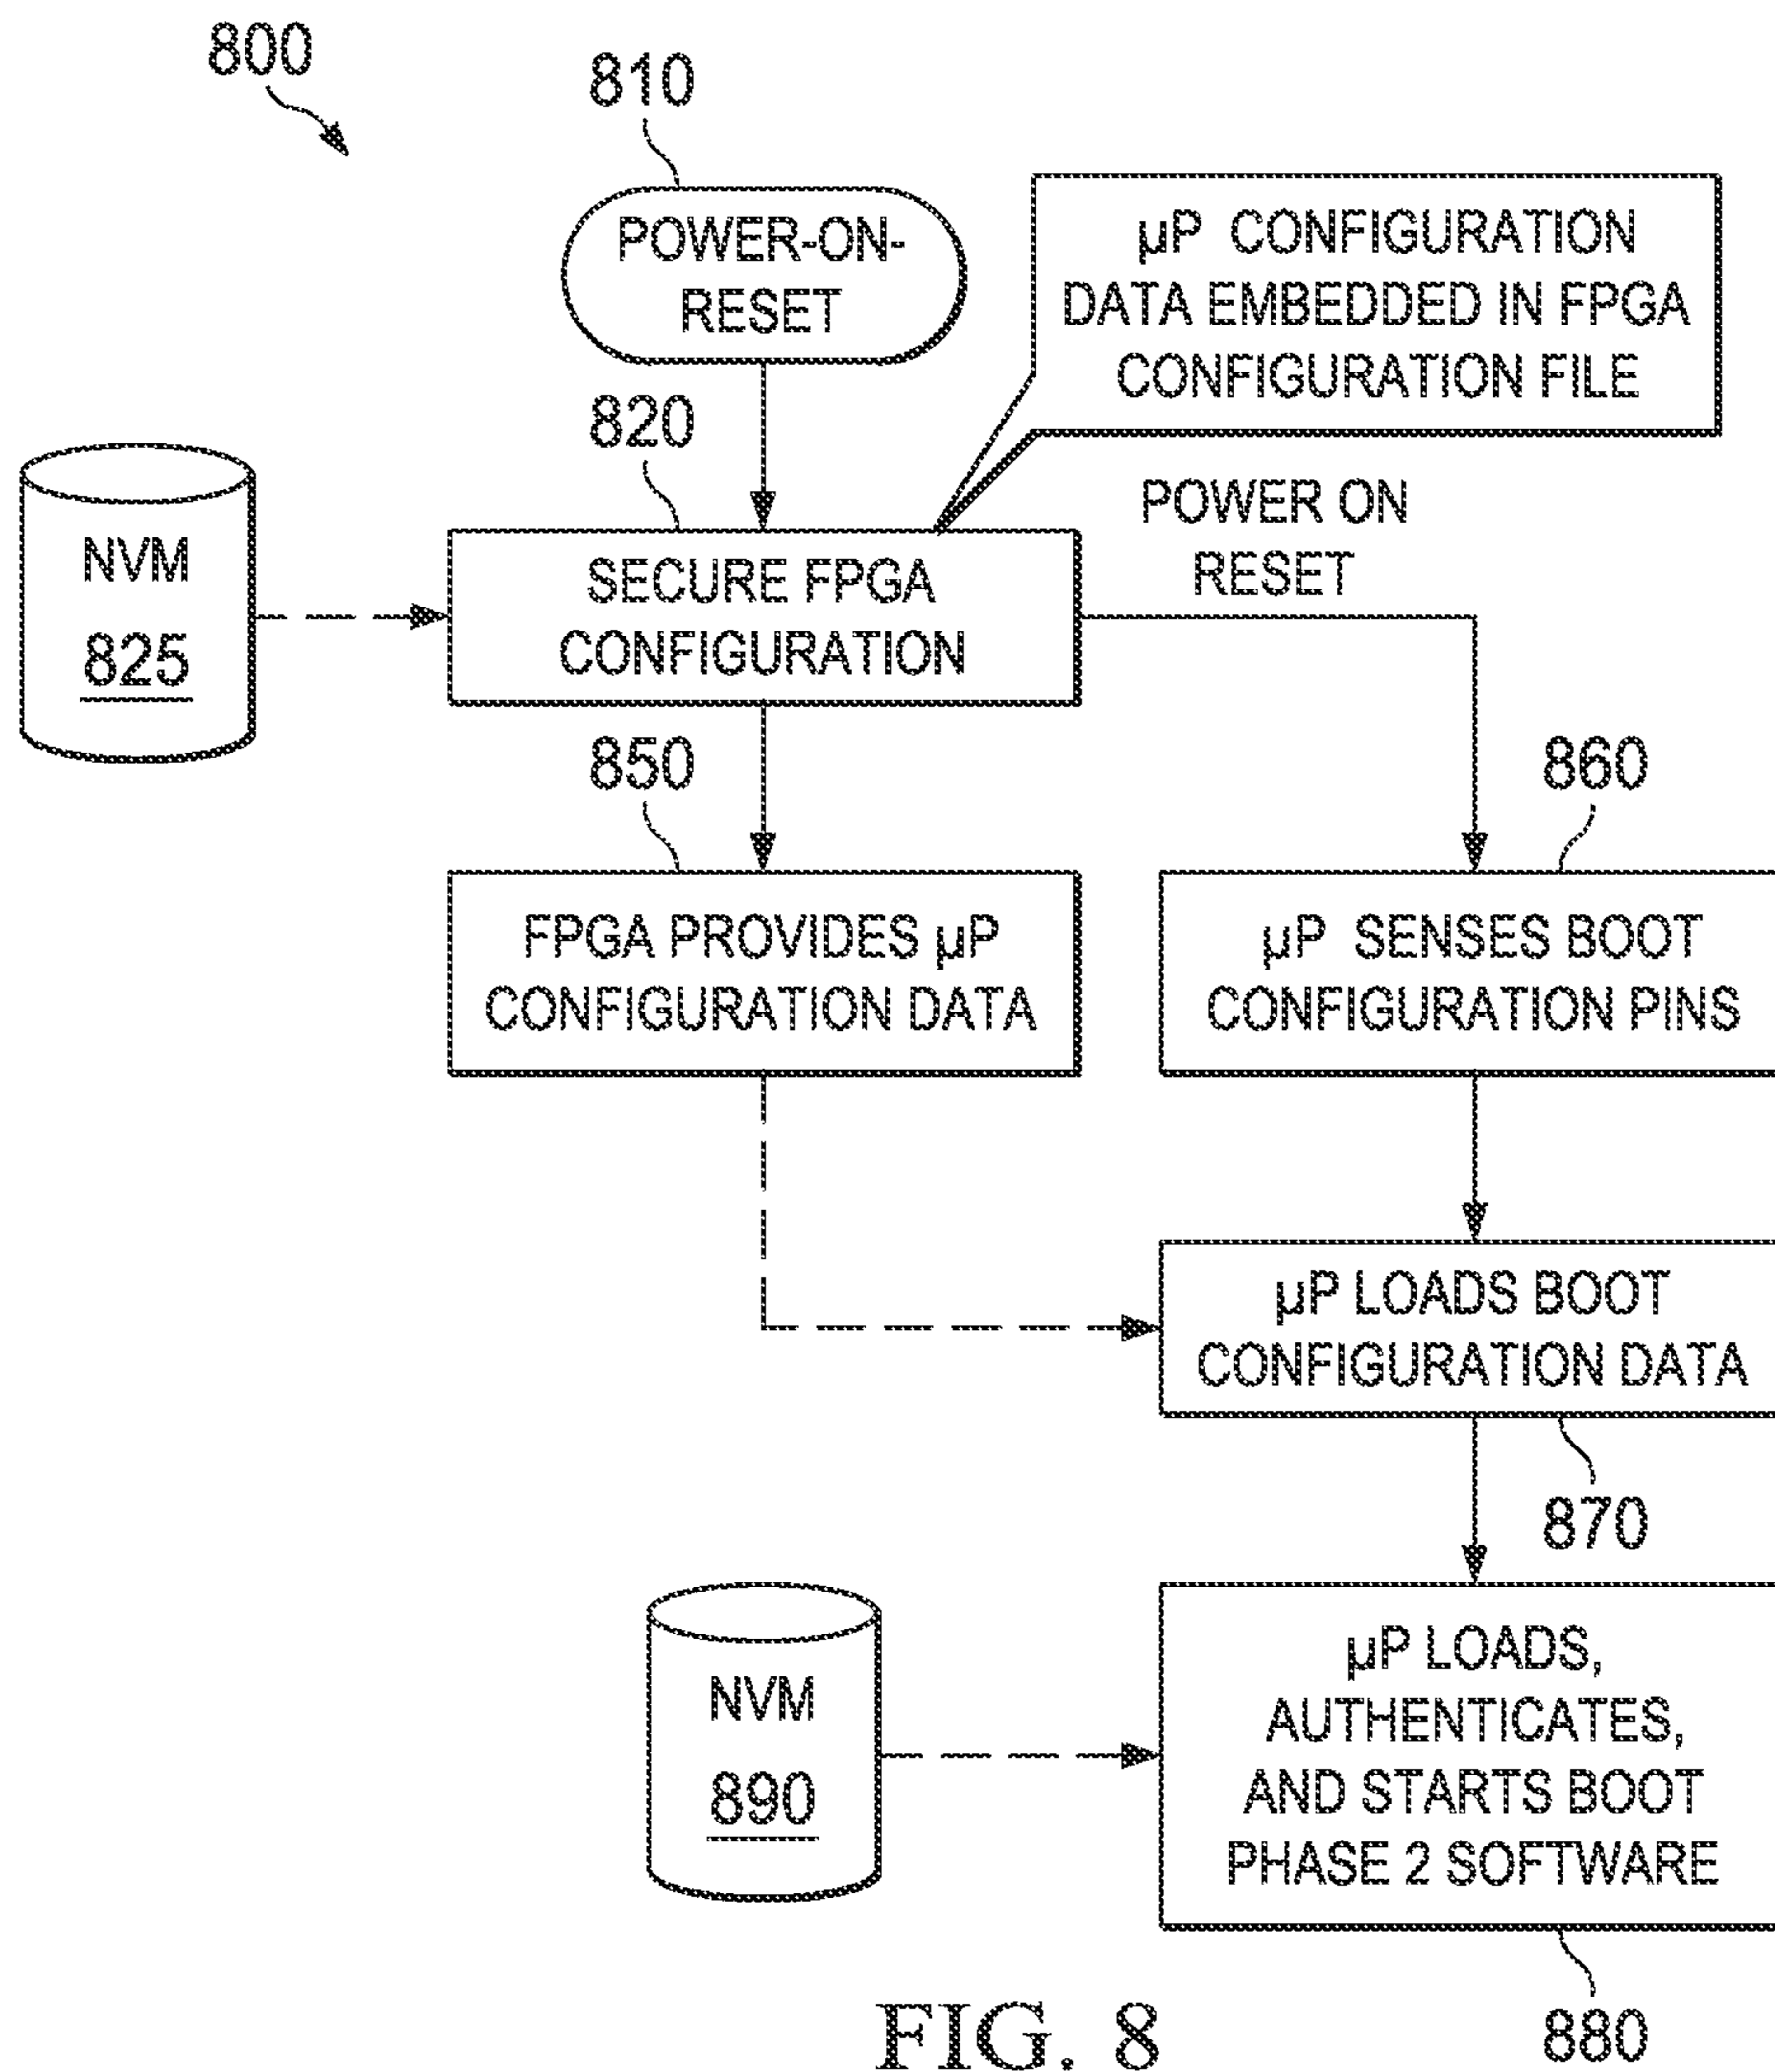 800
810
POWER-ON-
RESET
µP CONFIGURATION
DATA EMBEDDED IN FPGA
CONFIGURATION FILE
820
NVM
825
SECURE FPGA
CONFIGURATION
POWER ON
RESET
850
FPGA PROVIDES µP
CONFIGURATION DATA
860
µP SENSES BOOT
CONFIGURATION PINS
µP LOADS BOOT
CONFIGURATION DATA
870
NVM
890
µP LOADS,
AUTHENTICATES,
AND STARTS BOOT
PHASE 2 SOFTWARE
880
FIG. 8